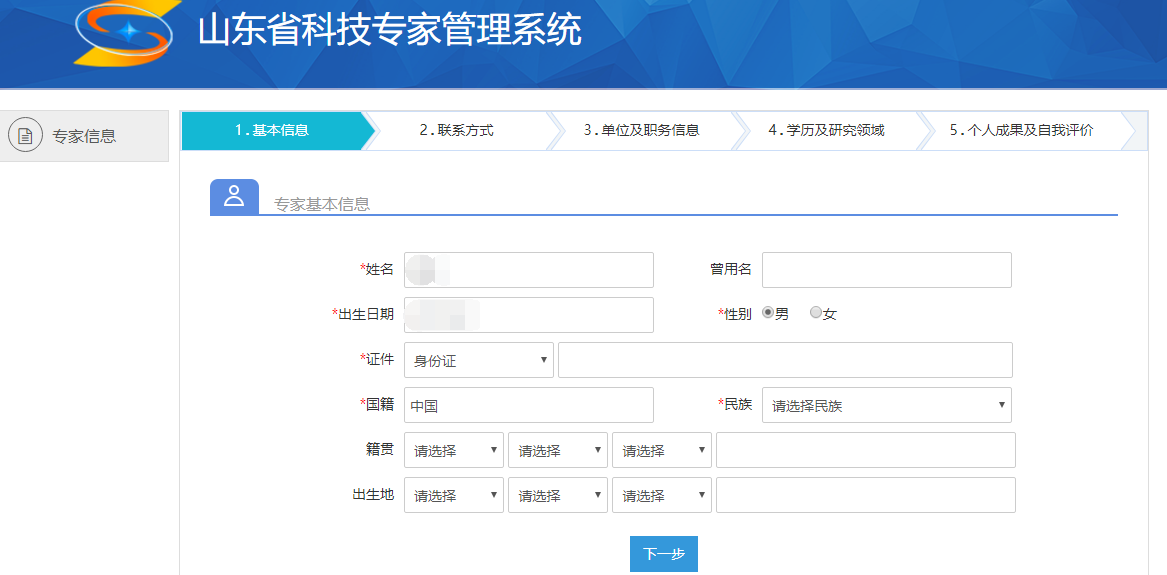 山东省科技专家管理系统
专家信息
1.基本信息 2.联系方式 3.单位及职务信息 4.学历及研究领域 5.个人成果及自我评价
专家基本信息
*姓名 曾用名
*出生日期 *性别 男 女
*证件 身份证
*国籍 中国 *民族 请选择民族
籍贯 请选择 请选择 请选择
出生地 请选择 请选择 请选择
下一步